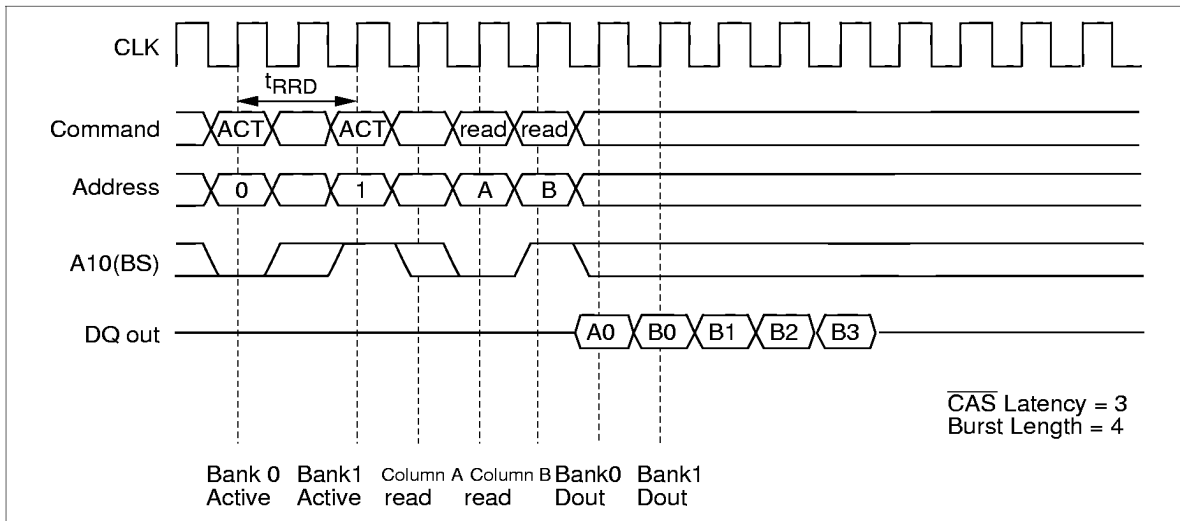 CLK
tRRD
Command ACT ACT read read
Address 0 1 A B
A10(BS)
DQ out A0 B0 B1 B2 B3
CAS Latency = 3
Burst Length = 4
Bank 0 Bank1 Column A Column B Bank0 Bank1
Active Active read read Dout Dout